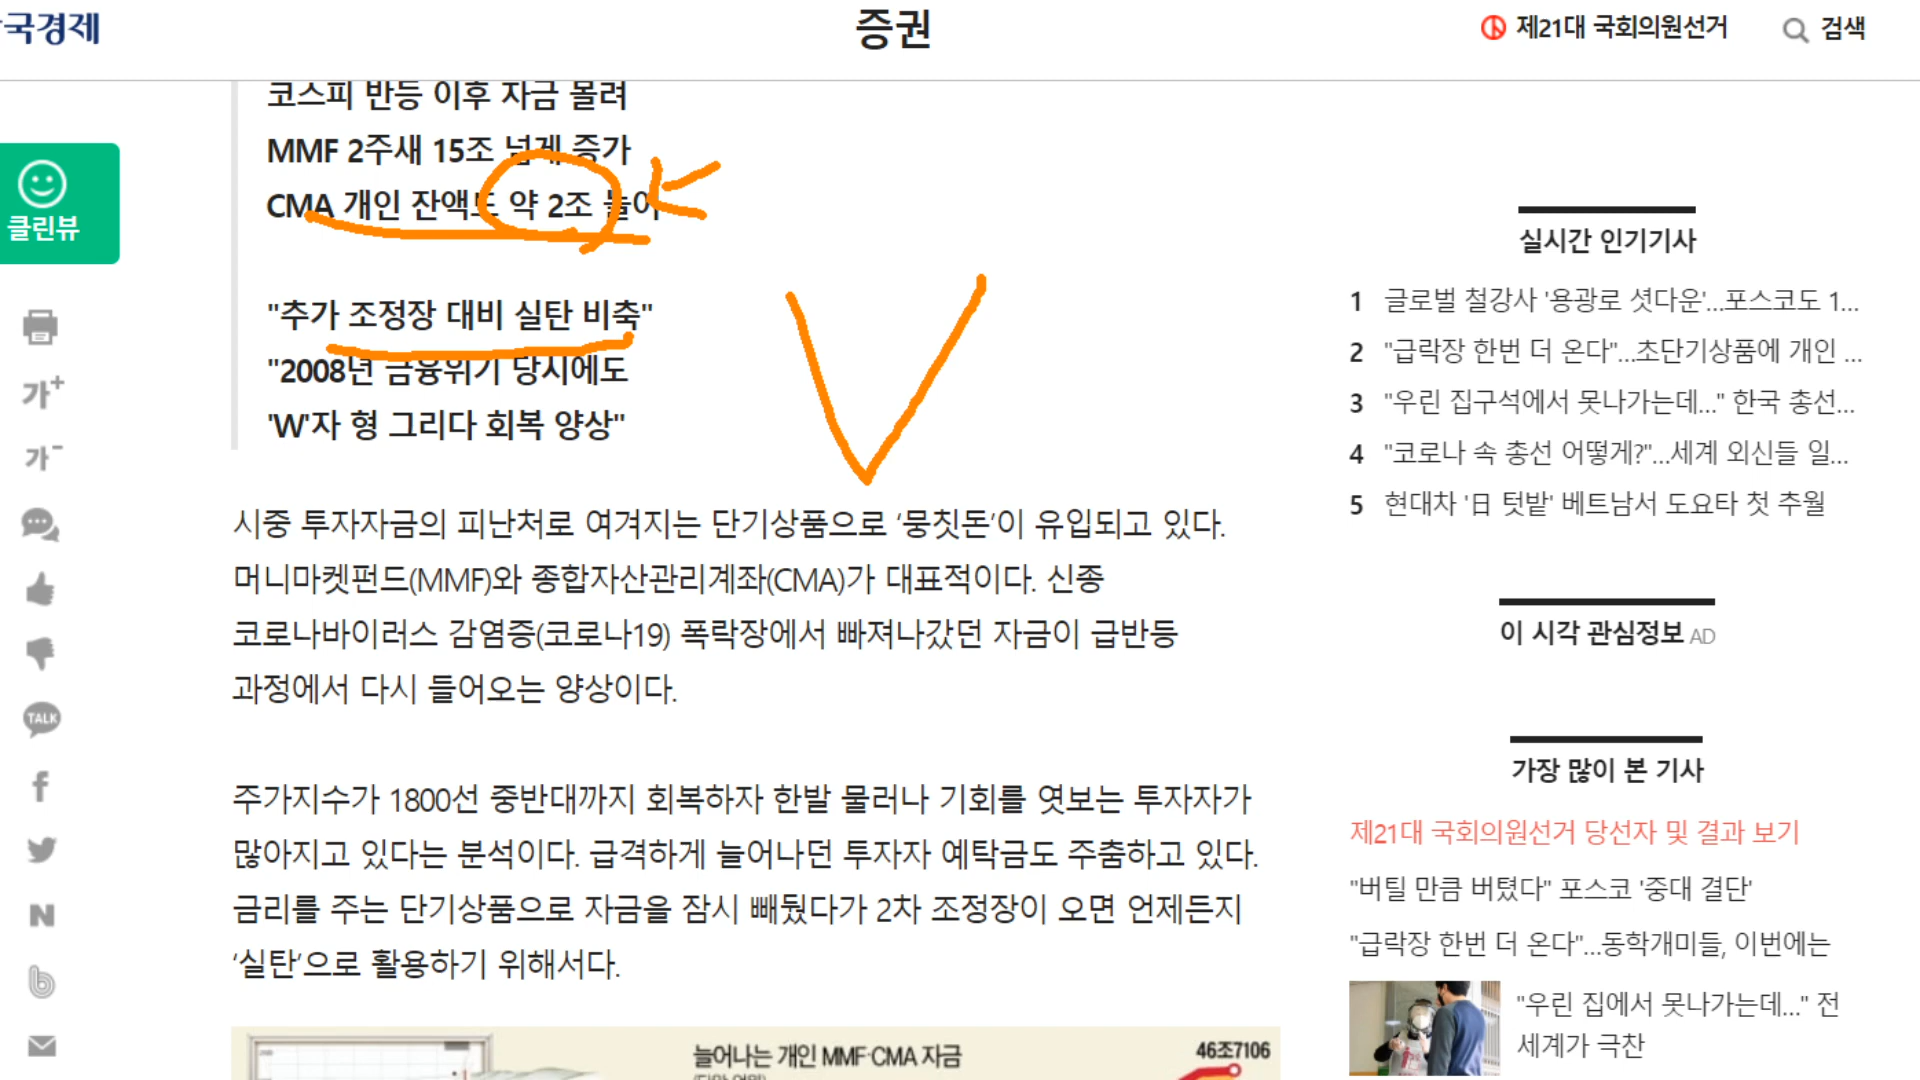 국경제
증권
제21대 국회의원선거
검색
클린뷰
가+
가-
TALK
f
N
b
코스피 반등 이후 자금 몰려
MMF 2주새 15조 넘게 증가
CMA 개인 잔액도 약 2조 늘어
"추가 조정장 대비 실탄 비축"
"2008년 금융위기 당시에도
'W'자 형 그리다 회복 양상"
시중 투자자금의 피난처로 여겨지는 단기상품으로 ‘뭉칫돈’이 유입되고 있다.
머니마켓펀드(MMF)와 종합자산관리계좌(CMA)가 대표적이다. 신종
코로나바이러스 감염증(코로나19) 폭락장에서 빠져나갔던 자금이 급반등
과정에서 다시 들어오는 양상이다.
주가지수가 1800선 중반대까지 회복하자 한발 물러나 기회를 엿보는 투자자가
많아지고 있다는 분석이다. 급격하게 늘어나던 투자자 예탁금도 주춤하고 있다.
금리를 주는 단기상품으로 자금을 잠시 빼뒀다가 2차 조정장이 오면 언제든지
‘실탄’으로 활용하기 위해서다.
늘어나는 개인 MMF·CMA 자금
46조7106
실시간 인기기사
1 글로벌 철강사 '용광로 셧다운'...포스코도 1...
2 "급락장 한번 더 온다"...초단기상품에 개인 ...
3 "우린 집구석에서 못나가는데..." 한국 총선...
4 "코로나 속 총선 어떻게?"...세계 외신들 일...
5 현대차 '日 텃밭' 베트남서 도요타 첫 추월
이 시각 관심정보 AD
가장 많이 본 기사
제21대 국회의원선거 당선자 및 결과 보기
"버틸 만큼 버텼다" 포스코 '중대 결단'
"급락장 한번 더 온다"...동학개미들, 이번에는
"우린 집에서 못나가는데..." 전
세계가 극찬